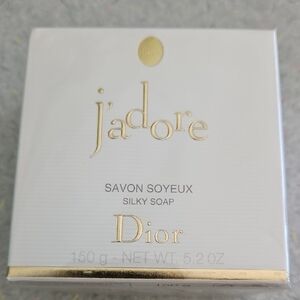 j'adore
SAVON SOYEUX
SILKY SOAP
Dior
150 g - NET WT. 5.2 OZ